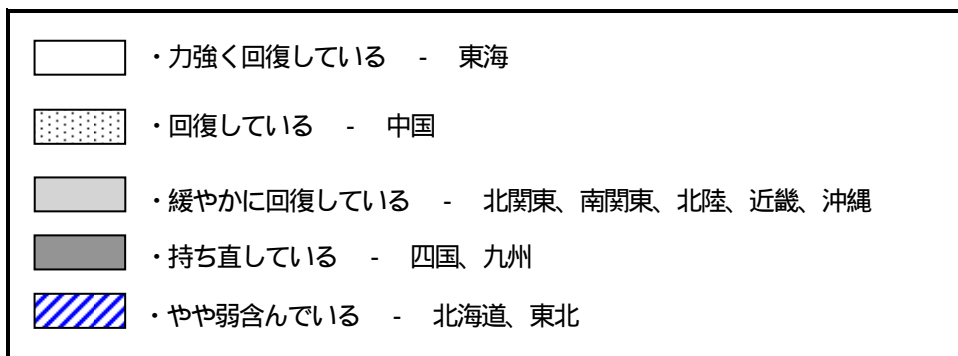 ・力強く回復している - 東海
・回復している - 中国
・緩やかに回復している - 北関東、南関東、北陸、近畿、沖縄
・持ち直している - 四国、九州
・やや弱含んでいる - 北海道、東北